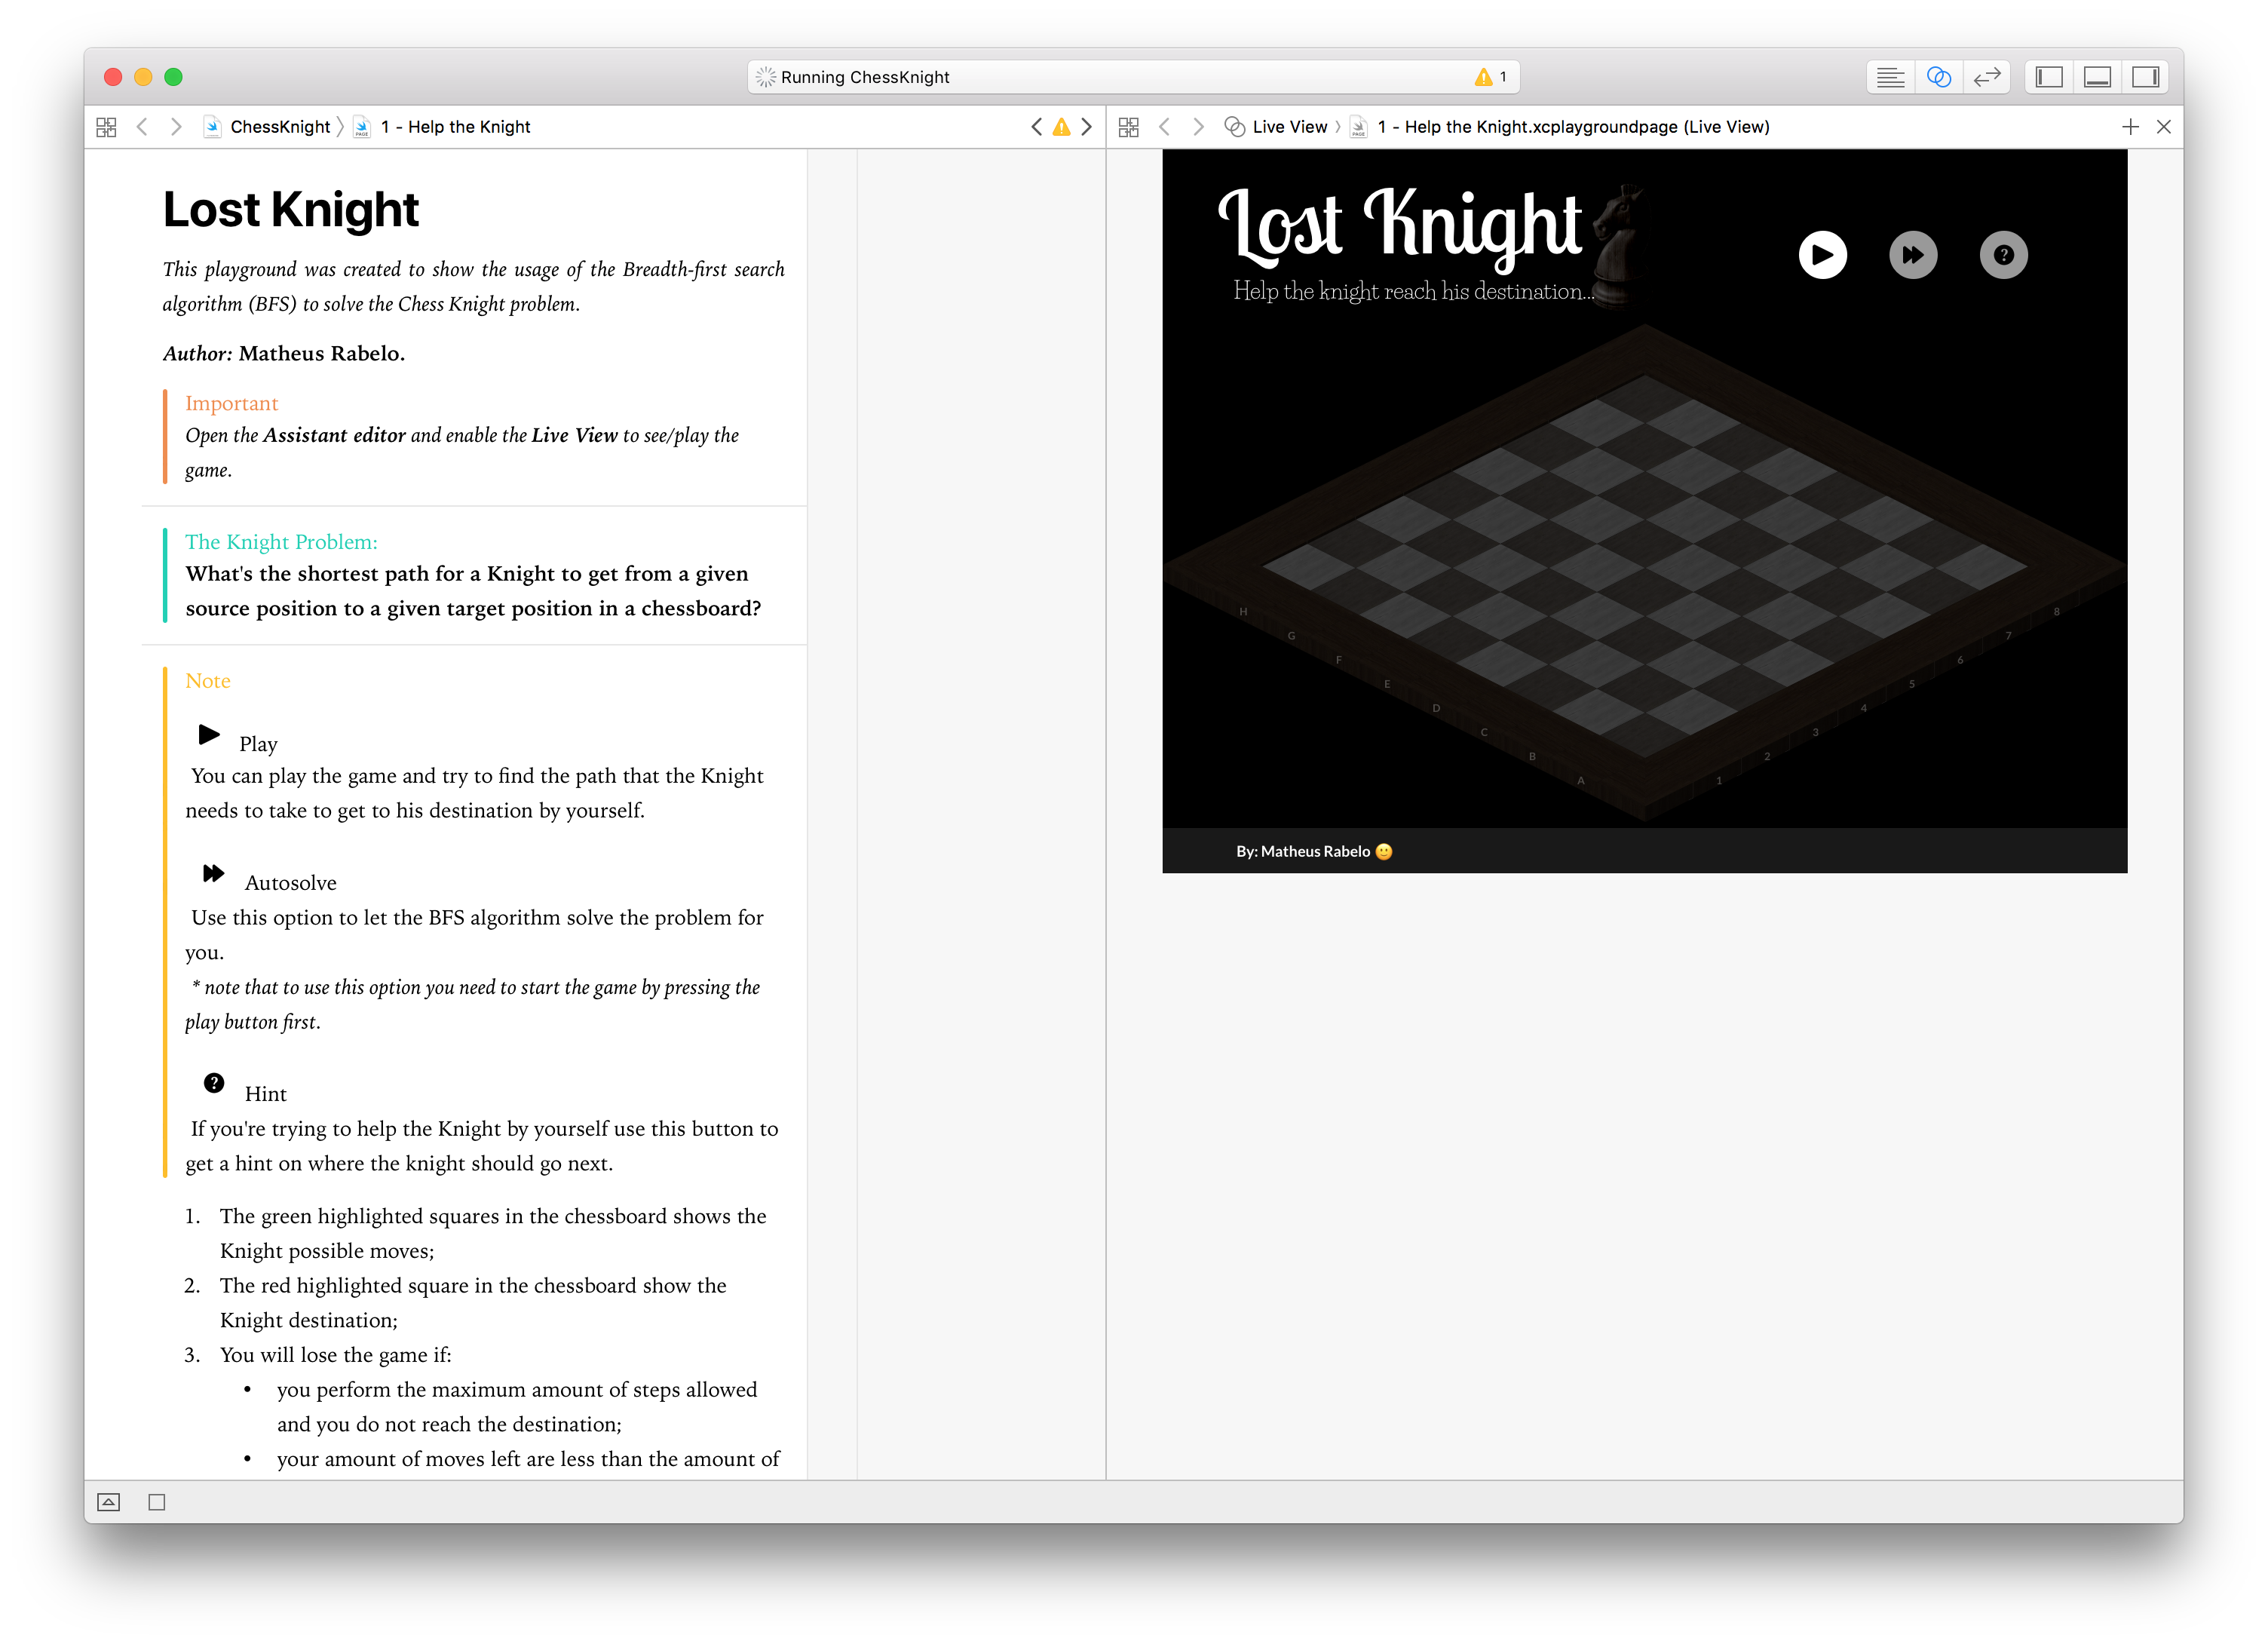 Running ChessKnight
1
ChessKnight
1 - Help the Knight
Live View
1 - Help the Knight.xcplaygroundpage (Live View)
Lost Knight
This playground was created to show the usage of the Breadth-first search
algorithm (BFS) to solve the Chess Knight problem.
Author: Matheus Rabelo.
Important
Open the Assistant editor and enable the Live View to see/play the
game.
The Knight Problem:
What's the shortest path for a Knight to get from a given
source position to a given target position in a chessboard?
Note
Play
You can play the game and try to find the path that the Knight
needs to take to get to his destination by yourself.
Autosolve
Use this option to let the BFS algorithm solve the problem for
you.
* note that to use this option you need to start the game by pressing the
play button first.
?
Hint
If you're trying to help the Knight by yourself use this button to
get a hint on where the knight should go next.
1. The green highlighted squares in the chessboard shows the
Knight possible moves;
2. The red highlighted square in the chessboard show the
Knight destination;
3. You will lose the game if:
• you perform the maximum amount of steps allowed
and you do not reach the destination;
• your amount of moves left are less than the amount of
Lost Knight
Help the knight reach his destination...
?
H
G
F
E
D
C
B
A
1
2
3
4
5
6
7
8
By: Matheus Rabelo 🙂